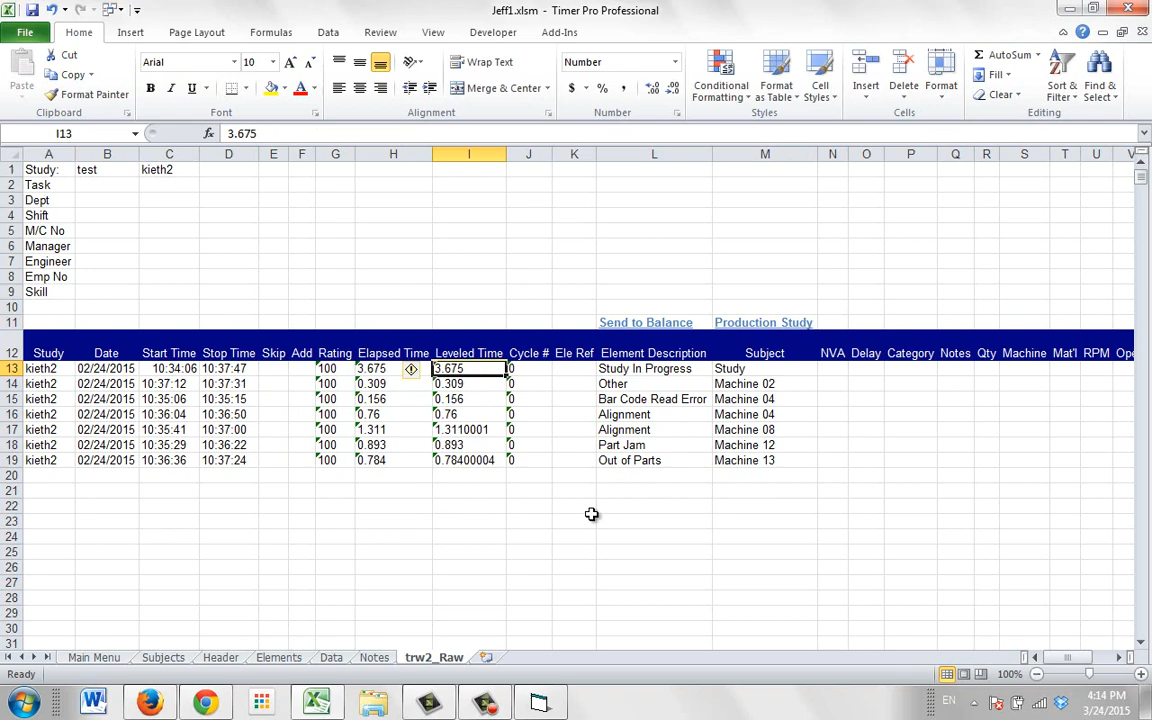 Jeff1.xlsm - Timer Pro Professional
File Home Insert Page Layout Formulas Data Review View Developer Add-Ins
Paste
Cut
Copy
Format Painter
Clipboard
Arial 10
B I U
Font
Wrap Text
Merge & Center
Alignment
Number
$ % ,
Number
Conditional Formatting
Format as Table
Cell Styles
Styles
Insert Delete Format
Cells
AutoSum
Fill
Clear
Sort & Filter
Find & Select
Editing
I13 fx 3.675
A B C D E F G H I J K L M N O P Q R S T U V
1 Study: test kieth2
2 Task
3 Dept
4 Shift
5 M/C No
6 Manager
7 Engineer
8 Emp No
9 Skill
10
11 Send to Balance Production Study
12 Study Date Start Time Stop Time Skip Add Rating Elapsed Time Leveled Time Cycle # Ele Ref Element Description Subject NVA Delay Category Notes Qty Machine Mat'l RPM Ope
13 kieth2 02/24/2015 10:34:06 10:37:47 100 3.675 3.675 0 Study In Progress Study
14 kieth2 02/24/2015 10:37:12 10:37:31 100 0.309 0.309 0 Other Machine 02
15 kieth2 02/24/2015 10:35:06 10:35:15 100 0.156 0.156 0 Bar Code Read Error Machine 04
16 kieth2 02/24/2015 10:36:04 10:36:50 100 0.76 0.76 0 Alignment Machine 04
17 kieth2 02/24/2015 10:35:41 10:37:00 100 1.311 1.3110001 0 Alignment Machine 08
18 kieth2 02/24/2015 10:35:29 10:36:22 100 0.893 0.893 0 Part Jam Machine 12
19 kieth2 02/24/2015 10:36:36 10:37:24 100 0.784 0.78400004 0 Out of Parts Machine 13
20
21
22
23
24
25
26
27
28
29
30
31
Main Menu Subjects Header Elements Data Notes trw2_Raw
Ready 100%
EN 4:14 PM
3/24/2015